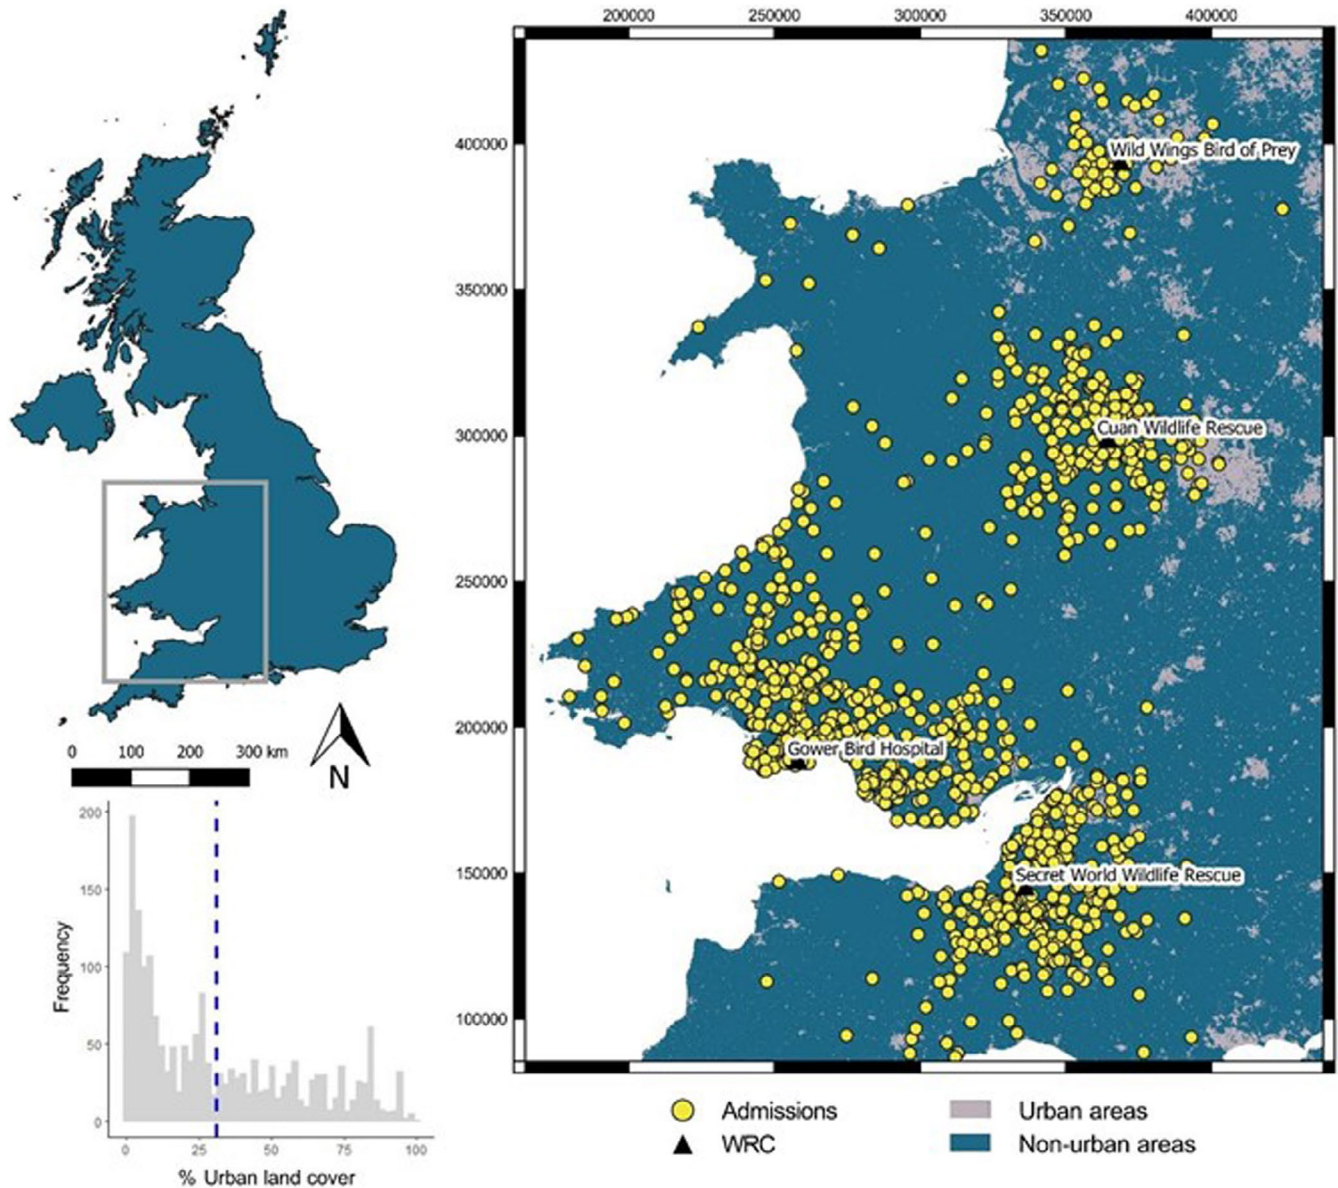 200000 250000 300000 350000 400000
400000
350000
300000
250000
200000
150000
100000
Wild Wings Bird of Prey
Cuan Wildlife Rescue
Gower Bird Hospital
Secret World Wildlife Rescue
0 100 200 300 km
N
200
150
100
50
0
Frequency
0 25 50 75 100
% Urban land cover
Admissions
WRC
Urban areas
Non-urban areas